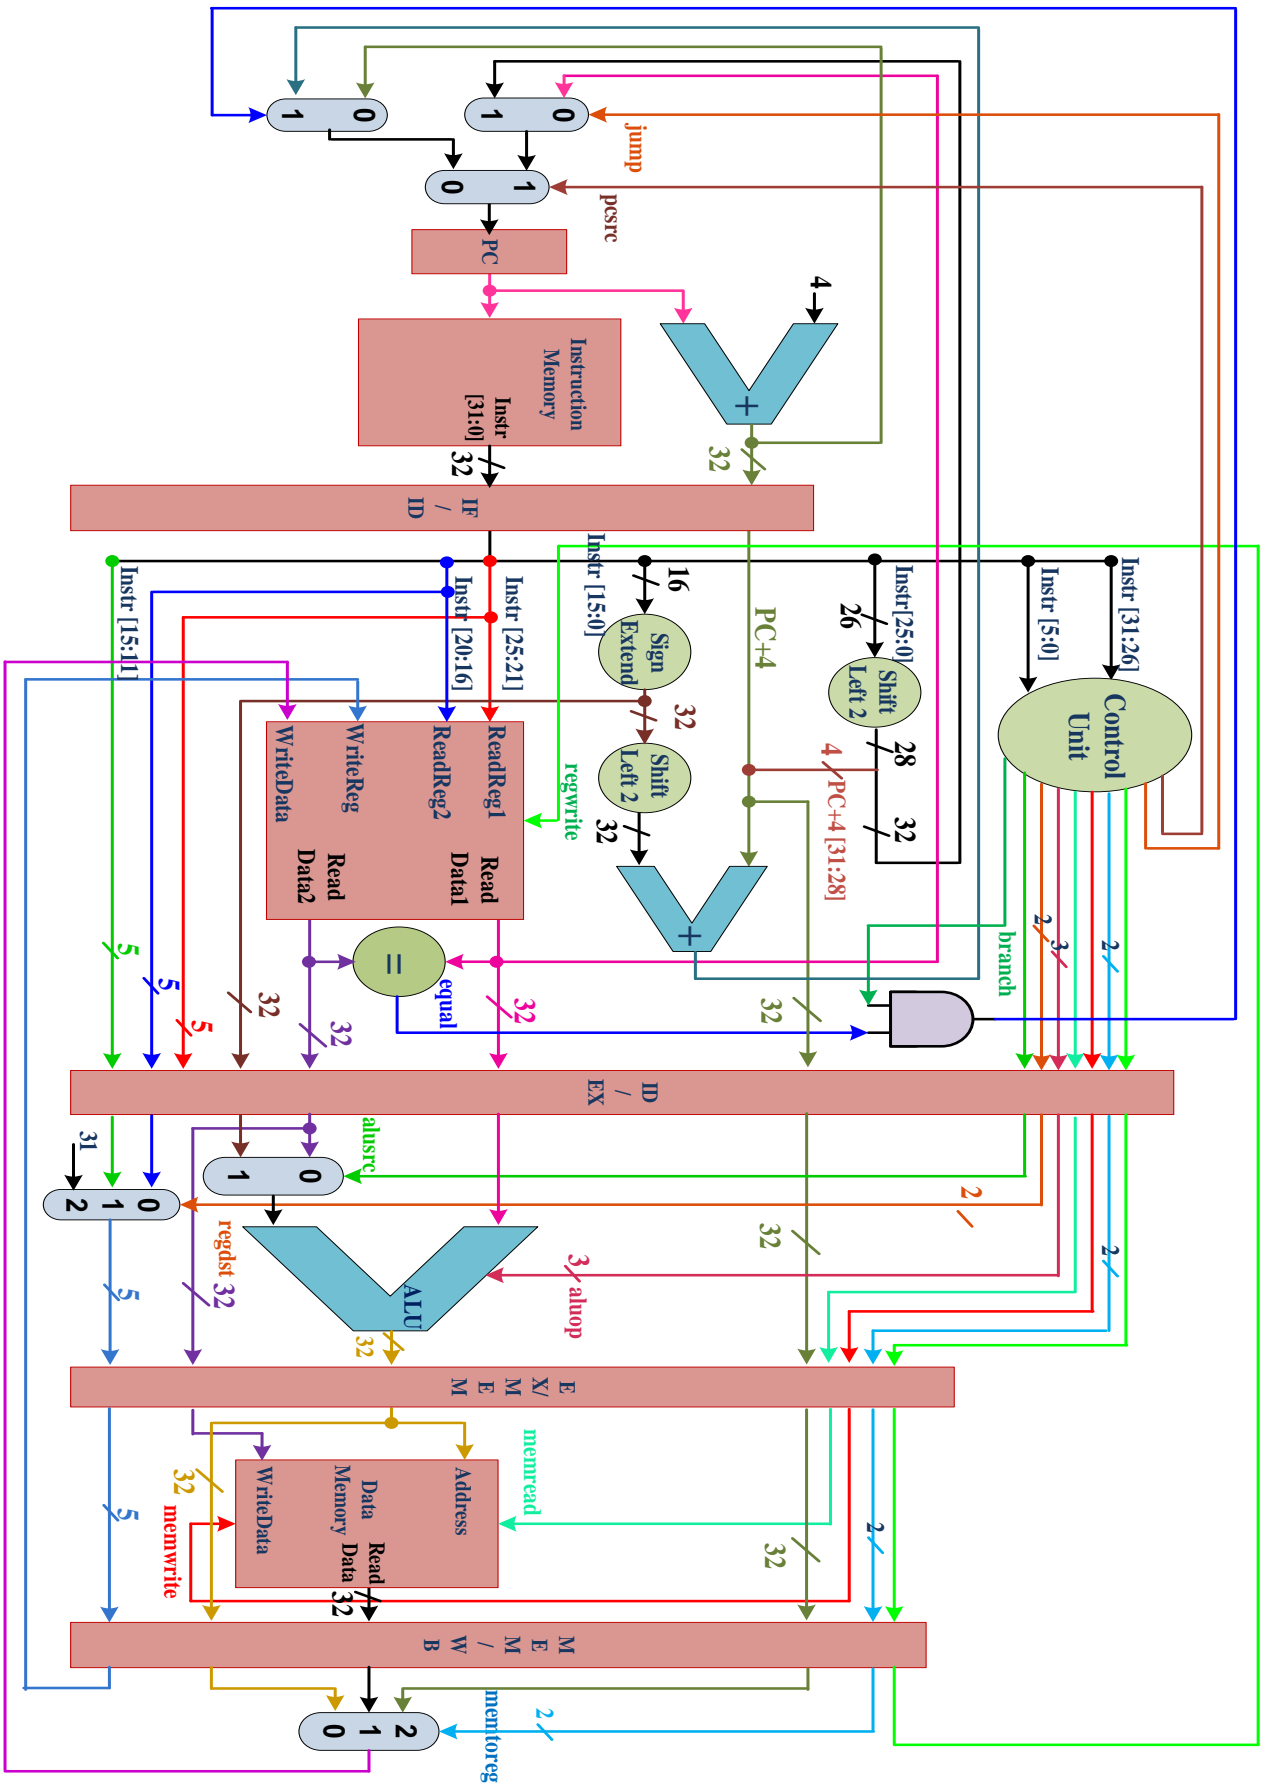 1
0
1
0
jump
0
1
pcsrc
PC
4
Instruction
Memory
Instr
[31:0]
+
32
32
IF
/
ID
Instr [31:26]
Instr [5:0]
Instr[25:0]
26
Shift
Left 2
28
32
Control
Unit
PC+4
4
PC+4 [31:28]
Instr [15:0]
16
Sign
Extend
32
Shift
Left 2
32
+
Instr [25:21]
Instr [20:16]
Instr [15:11]
ReadReg1
ReadReg2
WriteReg
WriteData
Read
Data1
Read
Data2
regwrite
=
equal
branch
2
3
2
32
32
32
32
5
5
5
ID
/
EX
alusrc
0
1
31
0
1
2
regdst
2
2
32
32
3
aluop
ALU
32
5
E
X/
M
E
M
memread
Address
Data
Memory
WriteData
Read
Data
32
32
32
2
5
memwrite
M
E
M
/
W
B
2
1
0
2
memtoreg